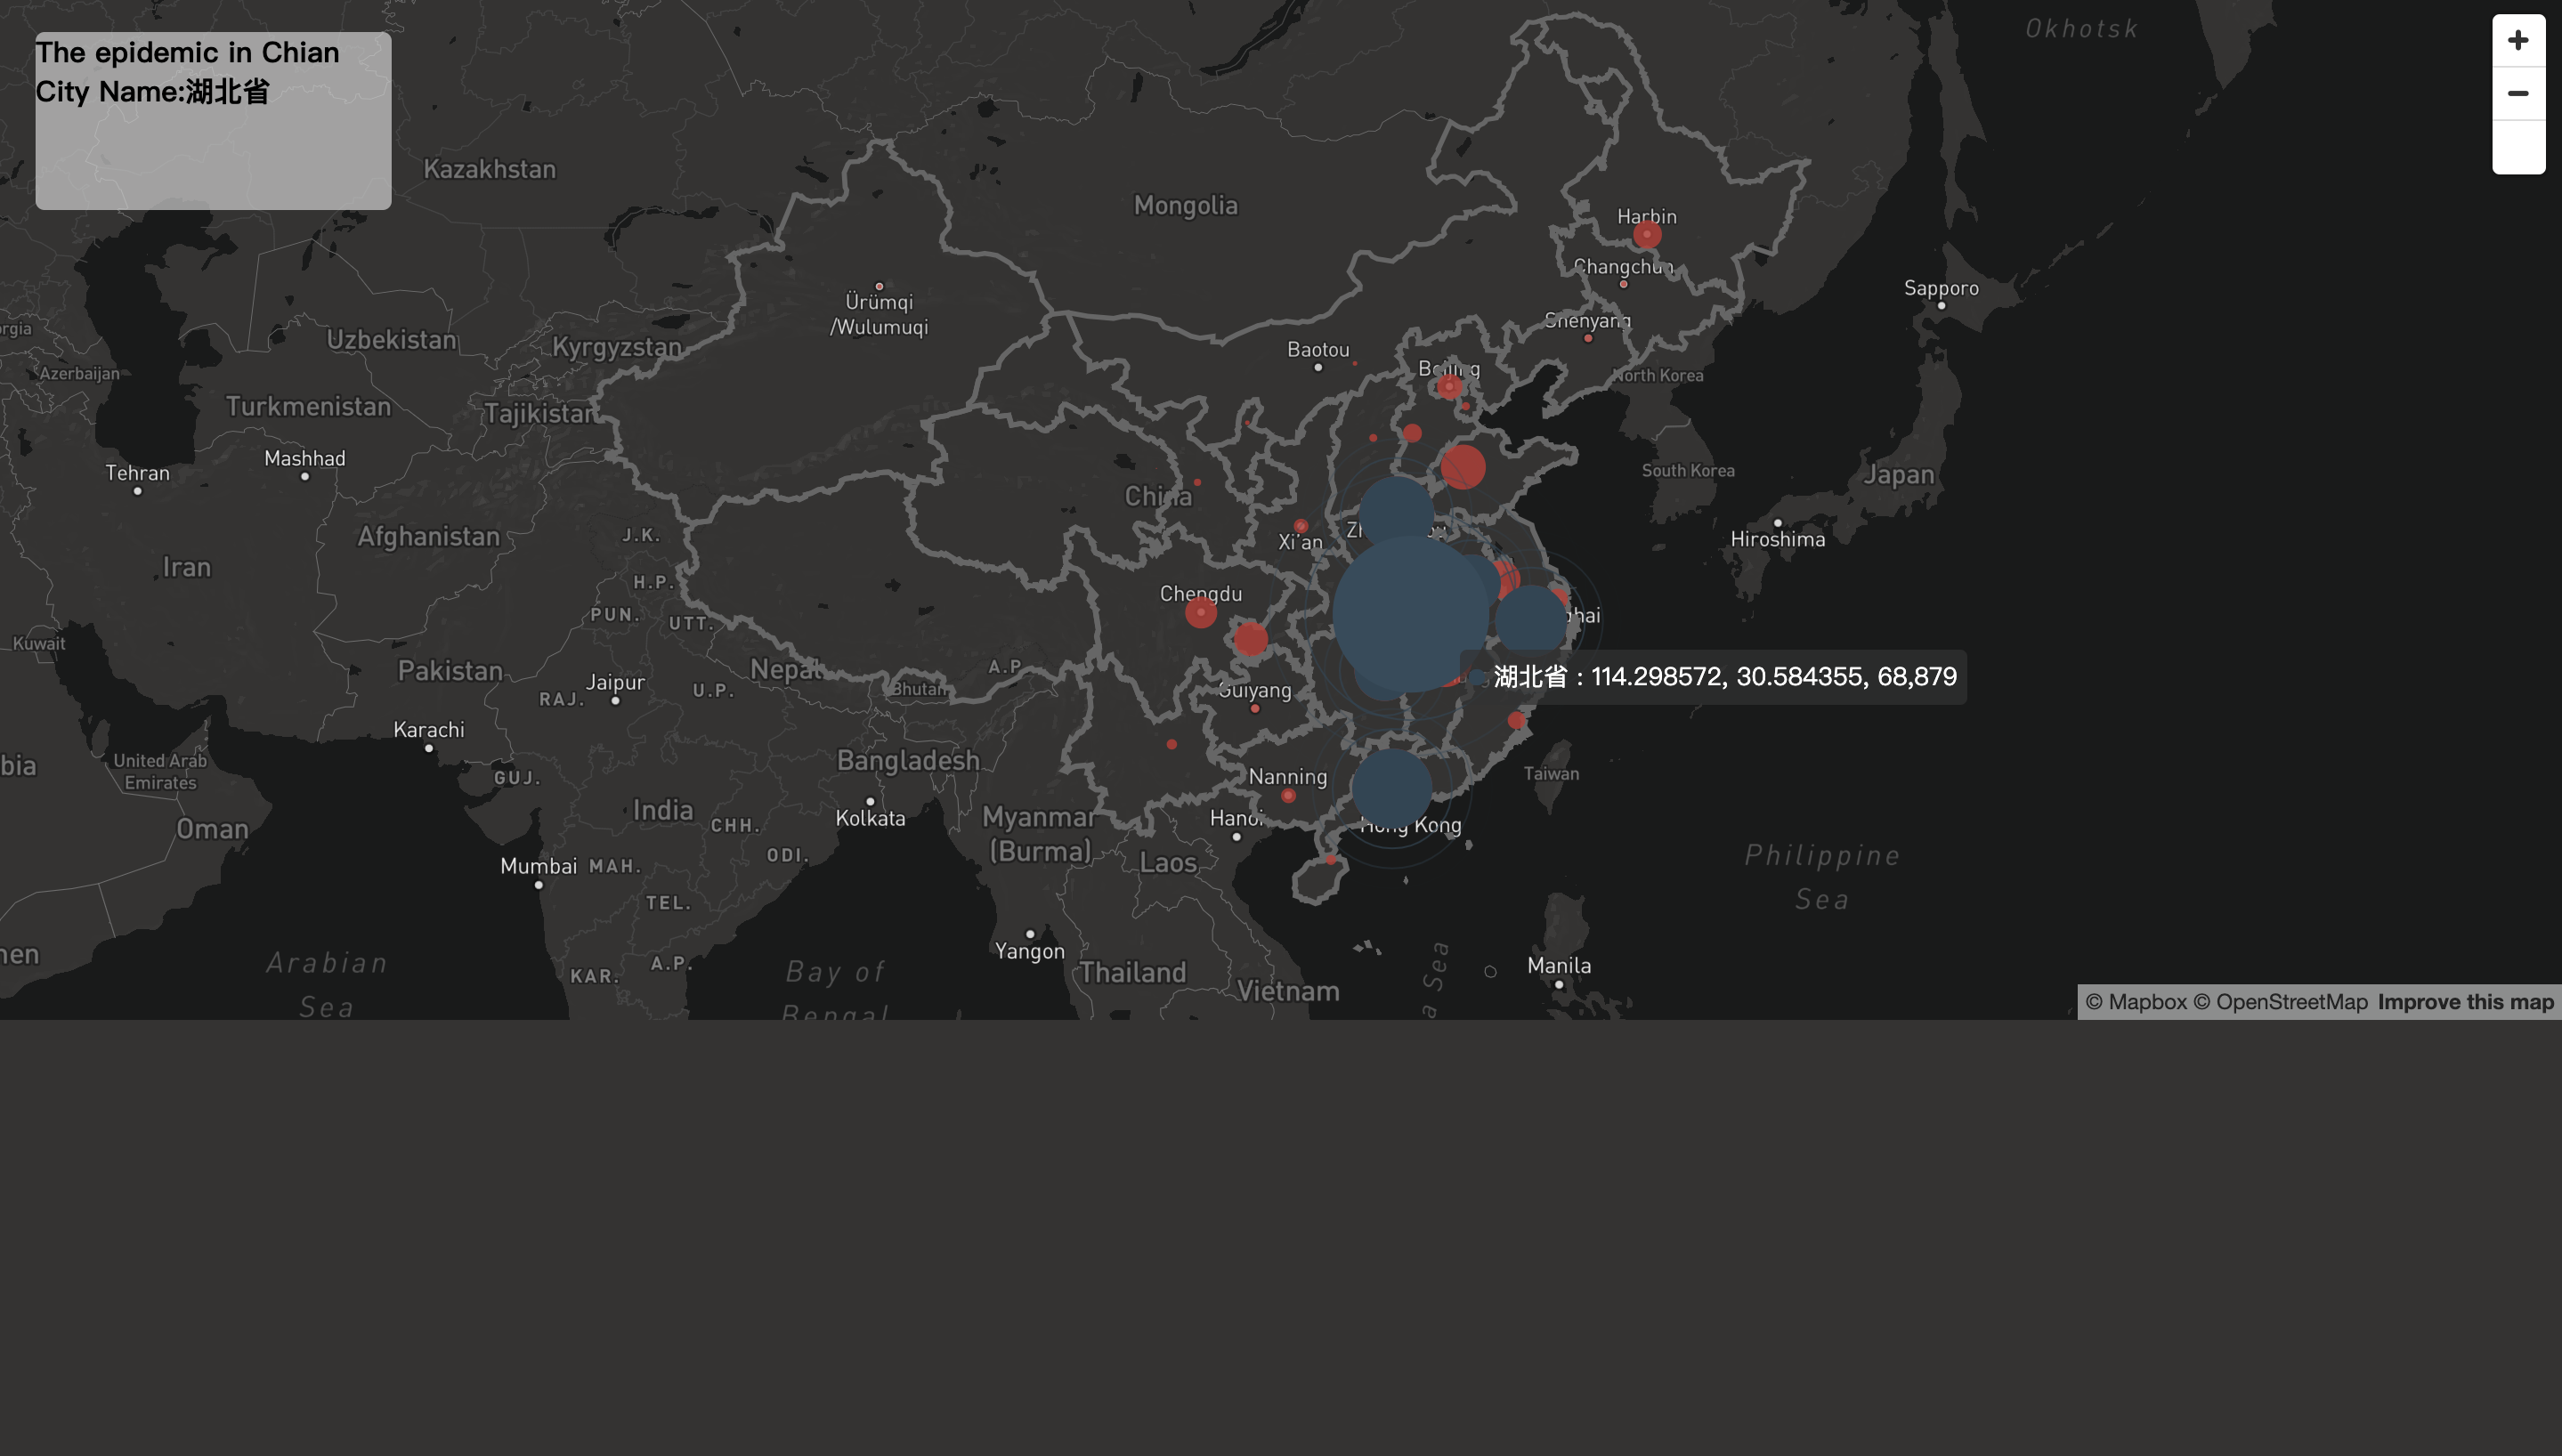 The epidemic in Chian
City Name:湖北省
Okhotsk
+
−
Kazakhstan
Mongolia
Harbin
Changchun
Sapporo
Ürümqi
/Wulumuqi
Shenyang
Uzbekistan
Kyrgyzstan
Baotou
Beijing
North Korea
Azerbaijan
Turkmenistan
Tajikistan
Tehran
Mashhad
South Korea
Japan
China
Afghanistan
J.K.
Xi'an
Hiroshima
Iran
H.P.
Chengdu
PUN.
UTT.
Kuwait
Pakistan
Nepal
A.P.
Jaipur
U.P.
Bhutan
Guiyang
湖北省 : 114.298572, 30.584355, 68,879
RAJ.
Karachi
United Arab
Emirates
Bangladesh
GUJ.
Nanning
Taiwan
India
CHH.
Kolkata
Myanmar
(Burma)
Hanoi
Hong Kong
Oman
Mumbai
MAH.
ODI.
Laos
Philippine
Sea
TEL.
Yangon
Arabian
Sea
KAR.
A.P.
Bay of
Bengal
Thailand
Vietnam
a Sea
Manila
© Mapbox © OpenStreetMap Improve this map